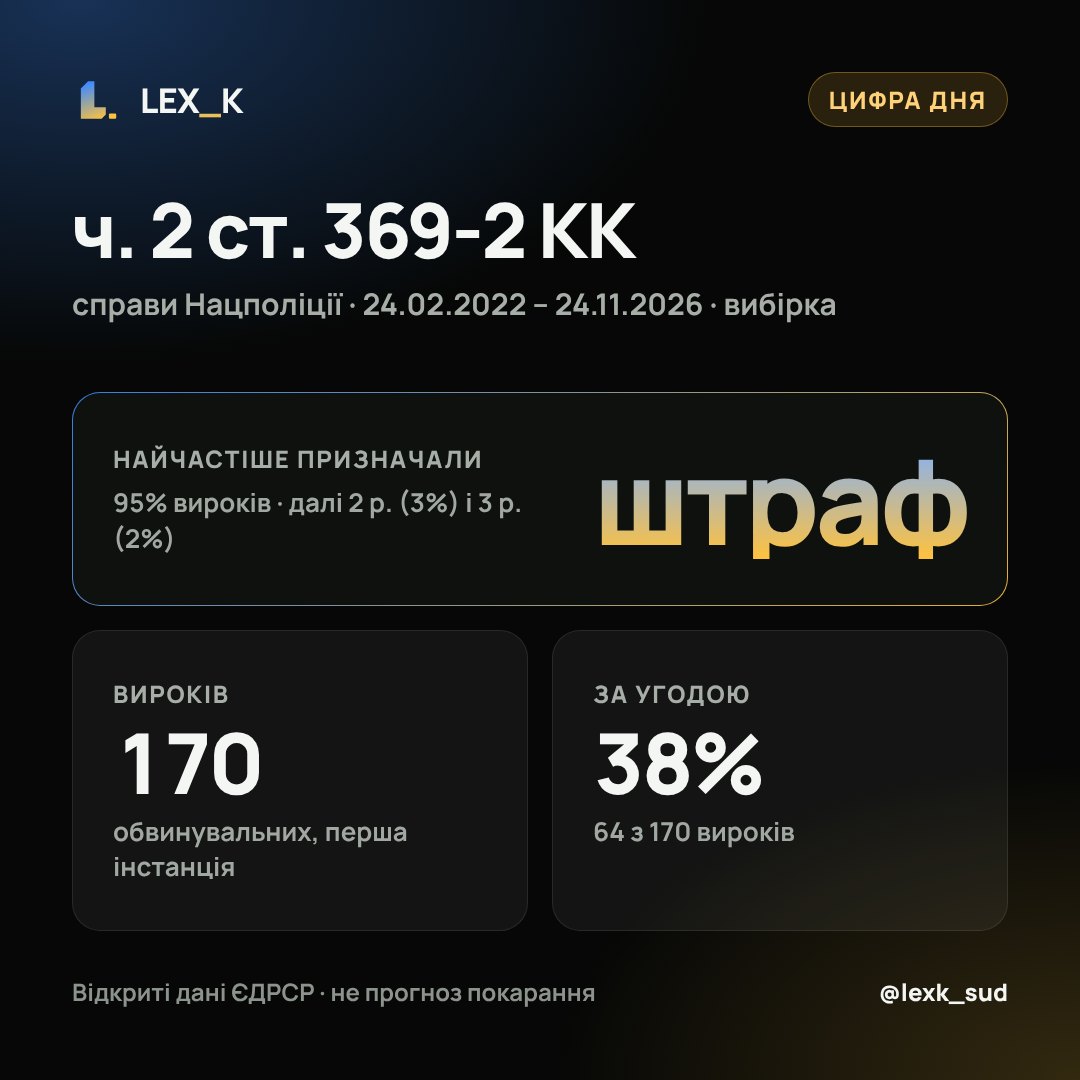 LEX_K
ЦИФРА ДНЯ
ч. 2 ст. 369-2 КК
справи Нацполіції · 24.02.2022 – 24.11.2026 · вибірка
НАЙЧАСТІШЕ ПРИЗНАЧАЛИ
95% вироків · далі 2 р. (3%) і 3 р.
(2%)
штраф
ВИРОКІВ
170
обвинувальних, перша
інстанція
ЗА УГОДОЮ
38%
64 з 170 вироків
Відкриті дані ЄДРСР · не прогноз покарання
@lexk_sud